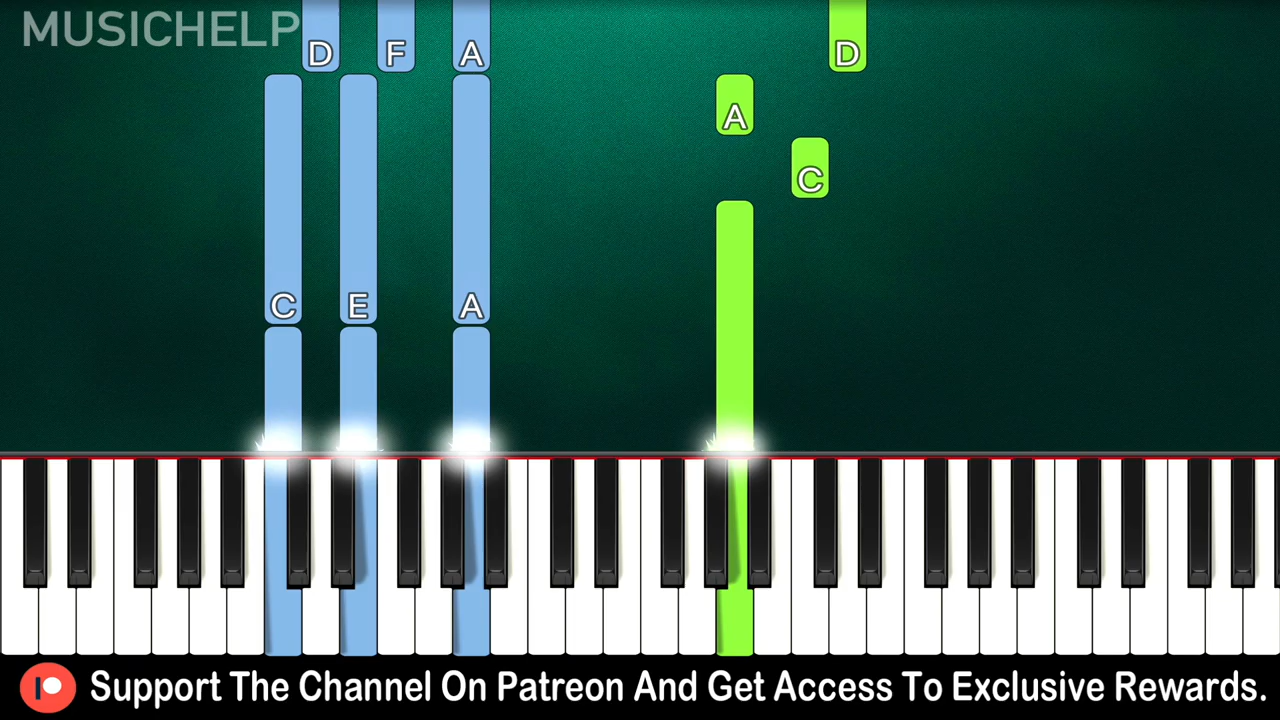 MUSICHELP
D F A D
A
C
C E A
Support The Channel On Patreon And Get Access To Exclusive Rewards.